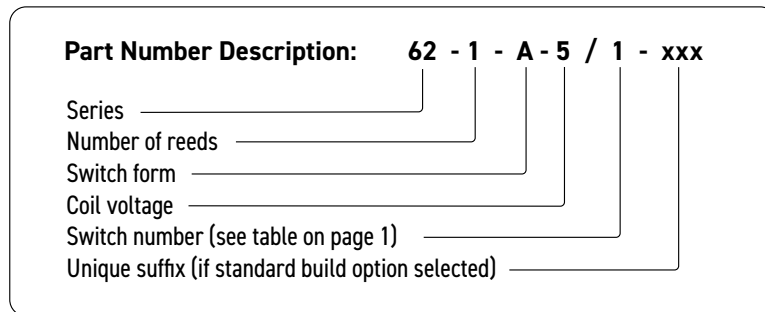 Part Number Description: 62 - 1 - A - 5 / 1 - xxx
Series
Number of reeds
Switch form
Coil voltage
Switch number (see table on page 1)
Unique suffix (if standard build option selected)